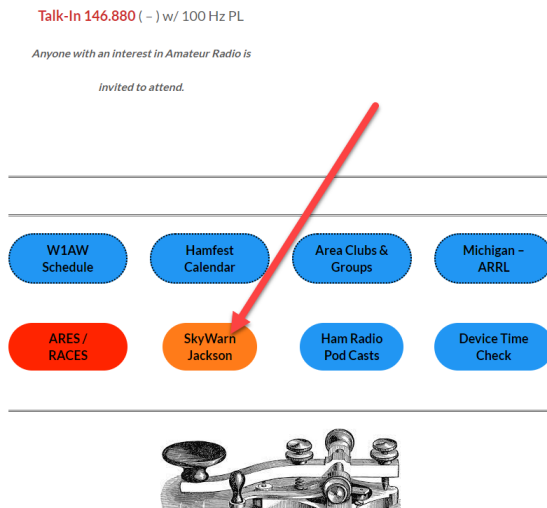 Talk-In 146.880 ( – ) w/ 100 Hz PL
Anyone with an interest in Amateur Radio is
invited to attend.
W1AW
Schedule
Hamfest
Calendar
Area Clubs &
Groups
Michigan –
ARRL
ARES /
RACES
SkyWarn
Jackson
Ham Radio
Pod Casts
Device Time
Check